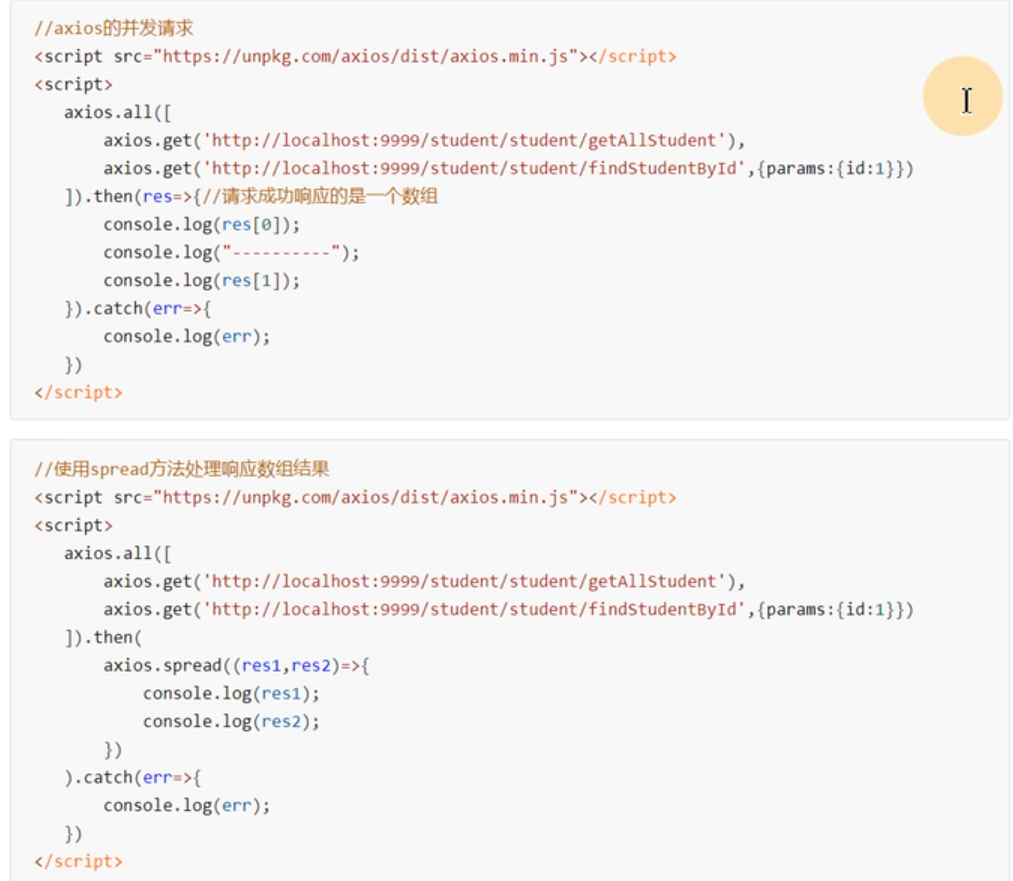 //axios的并发请求
<script src="https://unpkg.com/axios/dist/axios.min.js"></script>
<script>
axios.all([
axios.get('http://localhost:9999/student/student/getAllStudent'),
axios.get('http://localhost:9999/student/student/findStudentById',{params:{id:1}})
]).then(res=>{//请求成功响应的是一个数组
console.log(res[0]);
console.log("----------");
console.log(res[1]);
}).catch(err=>{
console.log(err);
})
</script>
//使用spread方法处理响应数组结果
<script src="https://unpkg.com/axios/dist/axios.min.js"></script>
<script>
axios.all([
axios.get('http://localhost:9999/student/student/getAllStudent'),
axios.get('http://localhost:9999/student/student/findStudentById',{params:{id:1}})
]).then(
axios.spread((res1,res2)=>{
console.log(res1);
console.log(res2);
})
).catch(err=>{
console.log(err);
})
</script>